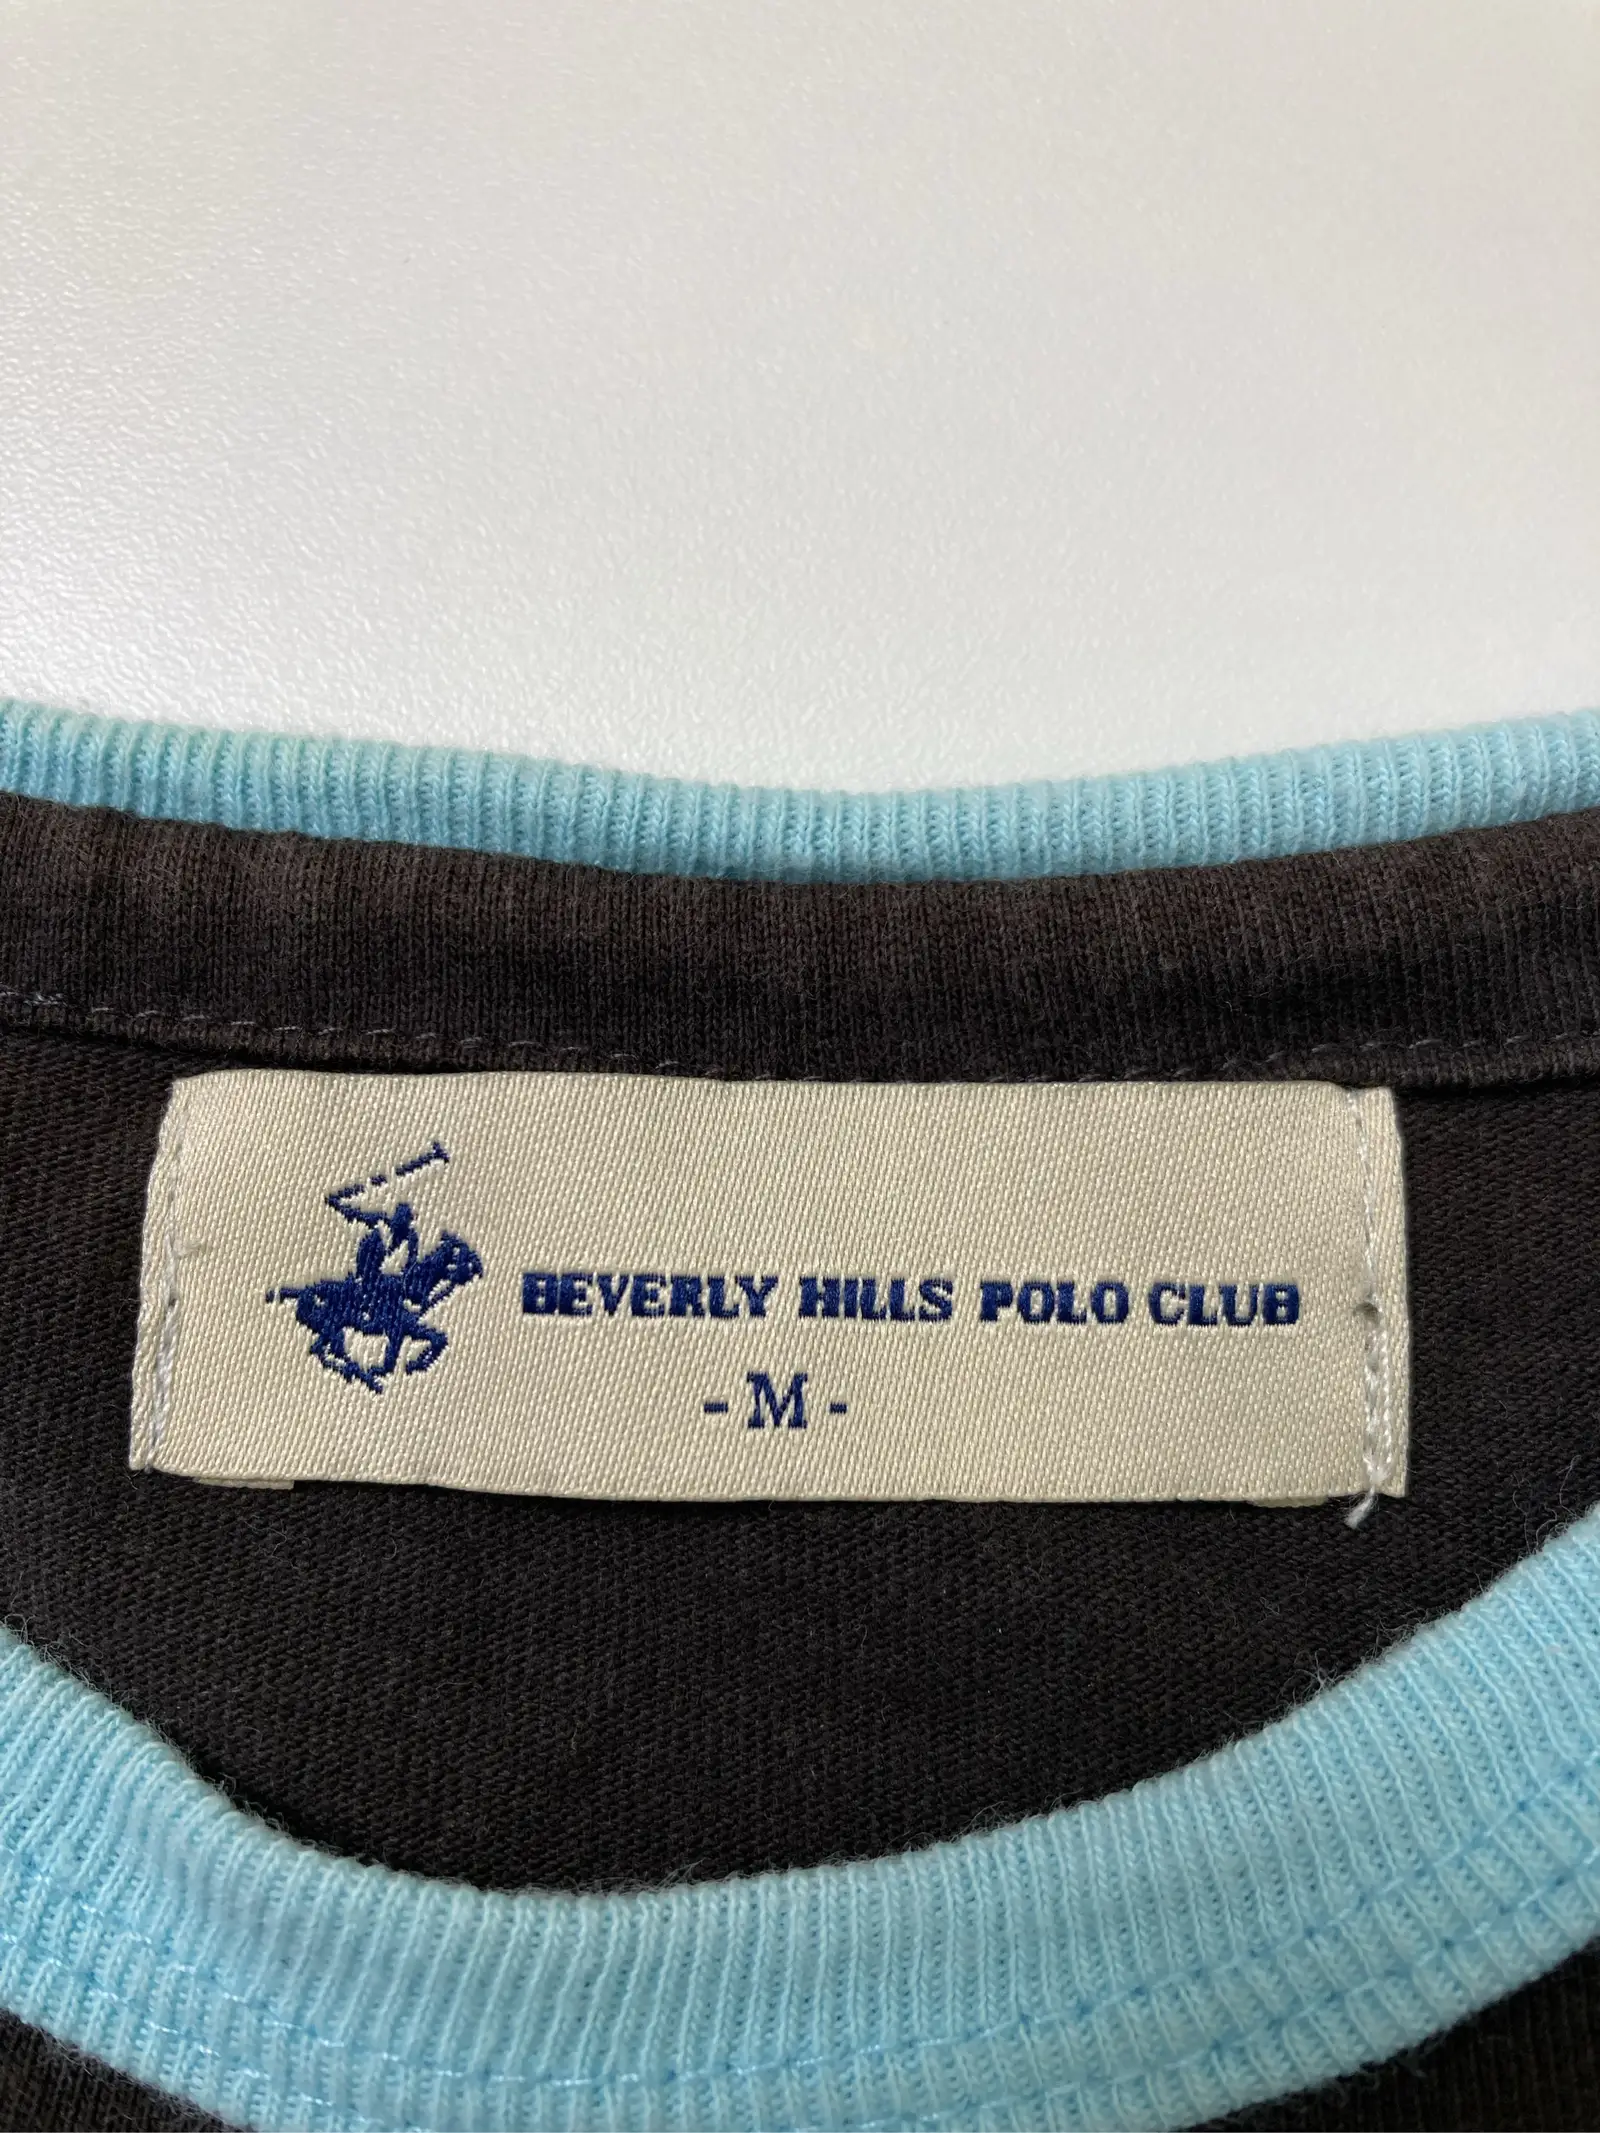 BEVERLY HILLS POLO CLUB
- M -